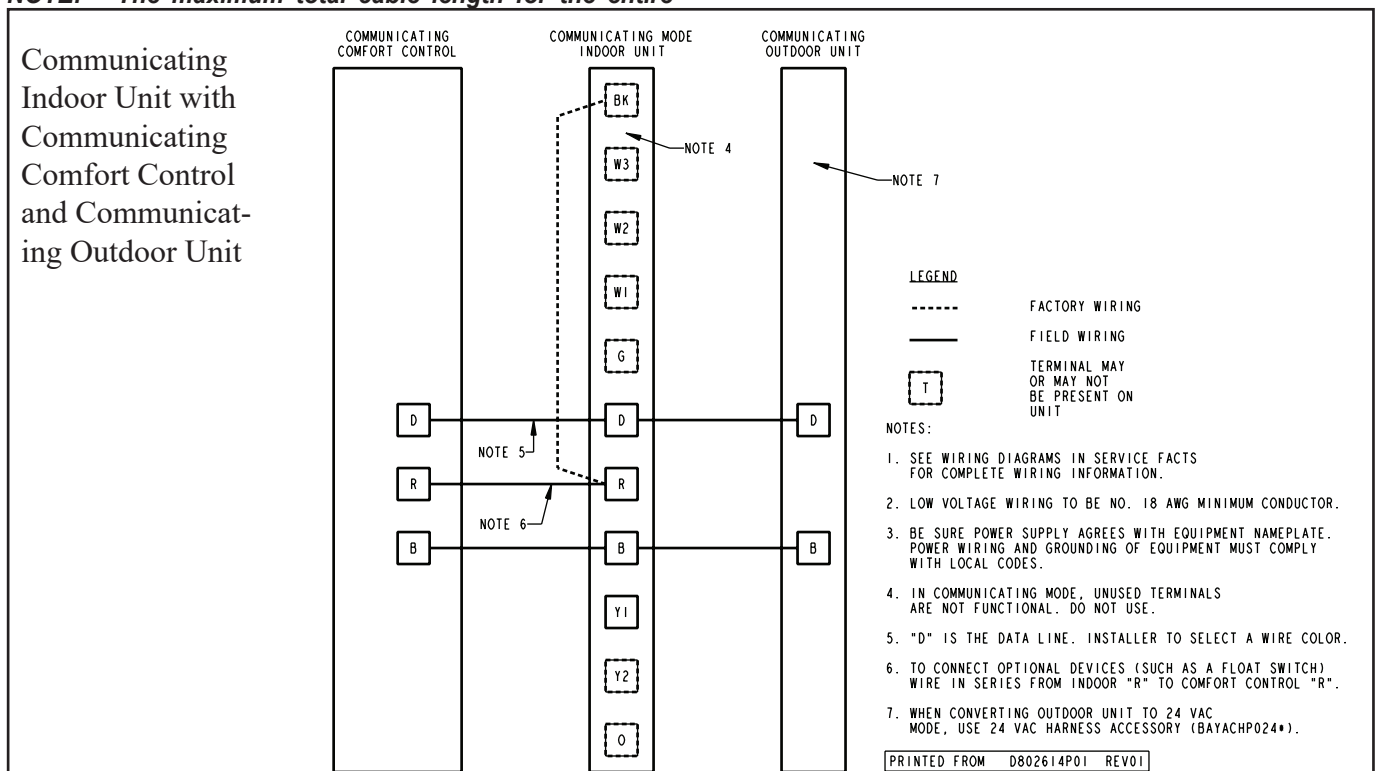 NOTE: The maximum total cable length for the entire
Communicating
Indoor Unit with
Communicating
Comfort Control
and Communicat-
ing Outdoor Unit
COMMUNICATING
COMFORT CONTROL
COMMUNICATING MODE
INDOOR UNIT
COMMUNICATING
OUTDOOR UNIT
BK
NOTE 4
W3
NOTE 7
W2
W1
G
D
D
D
NOTE 5
R
R
NOTE 6
B
B
B
Y1
Y2
O
LEGEND
FACTORY WIRING
FIELD WIRING
T
TERMINAL MAY
OR MAY NOT
BE PRESENT ON
UNIT
NOTES:
1. SEE WIRING DIAGRAMS IN SERVICE FACTS
FOR COMPLETE WIRING INFORMATION.
2. LOW VOLTAGE WIRING TO BE NO. 18 AWG MINIMUM CONDUCTOR.
3. BE SURE POWER SUPPLY AGREES WITH EQUIPMENT NAMEPLATE.
POWER WIRING AND GROUNDING OF EQUIPMENT MUST COMPLY
WITH LOCAL CODES.
4. IN COMMUNICATING MODE, UNUSED TERMINALS
ARE NOT FUNCTIONAL. DO NOT USE.
5. "D" IS THE DATA LINE. INSTALLER TO SELECT A WIRE COLOR.
6. TO CONNECT OPTIONAL DEVICES (SUCH AS A FLOAT SWITCH)
WIRE IN SERIES FROM INDOOR "R" TO COMFORT CONTROL "R".
7. WHEN CONVERTING OUTDOOR UNIT TO 24 VAC
MODE, USE 24 VAC HARNESS ACCESSORY (BAYACHP024*).
PRINTED FROM D802614P01 REV01